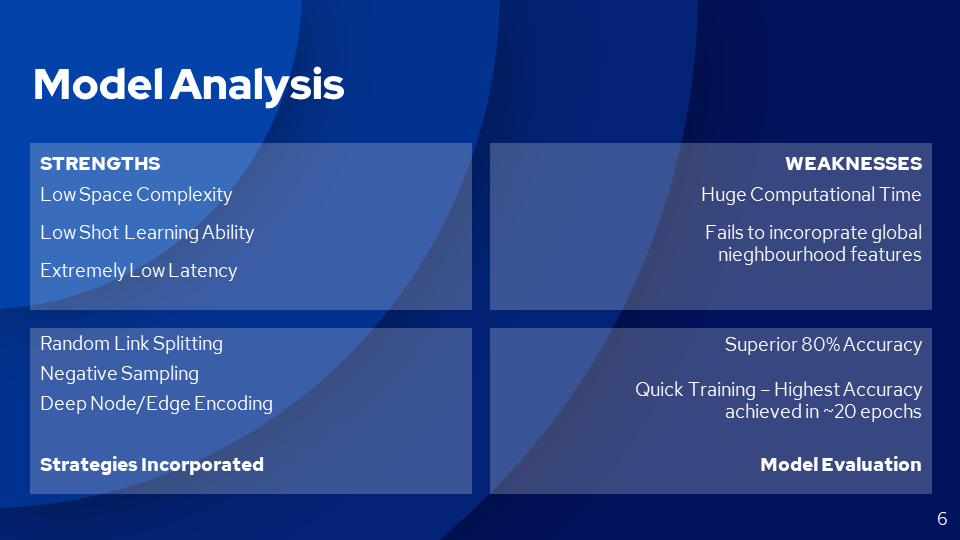 Model Analysis
STRENGTHS
Low Space Complexity
Low Shot Learning Ability
Extremely Low Latency
WEAKNESSES
Huge Computational Time
Fails to incoroprate global
nieghbourhood features
Random Link Splitting
Negative Sampling
Deep Node/Edge Encoding
Strategies Incorporated
Superior 80% Accuracy
Quick Training – Highest Accuracy
achieved in ~20 epochs
Model Evaluation
6